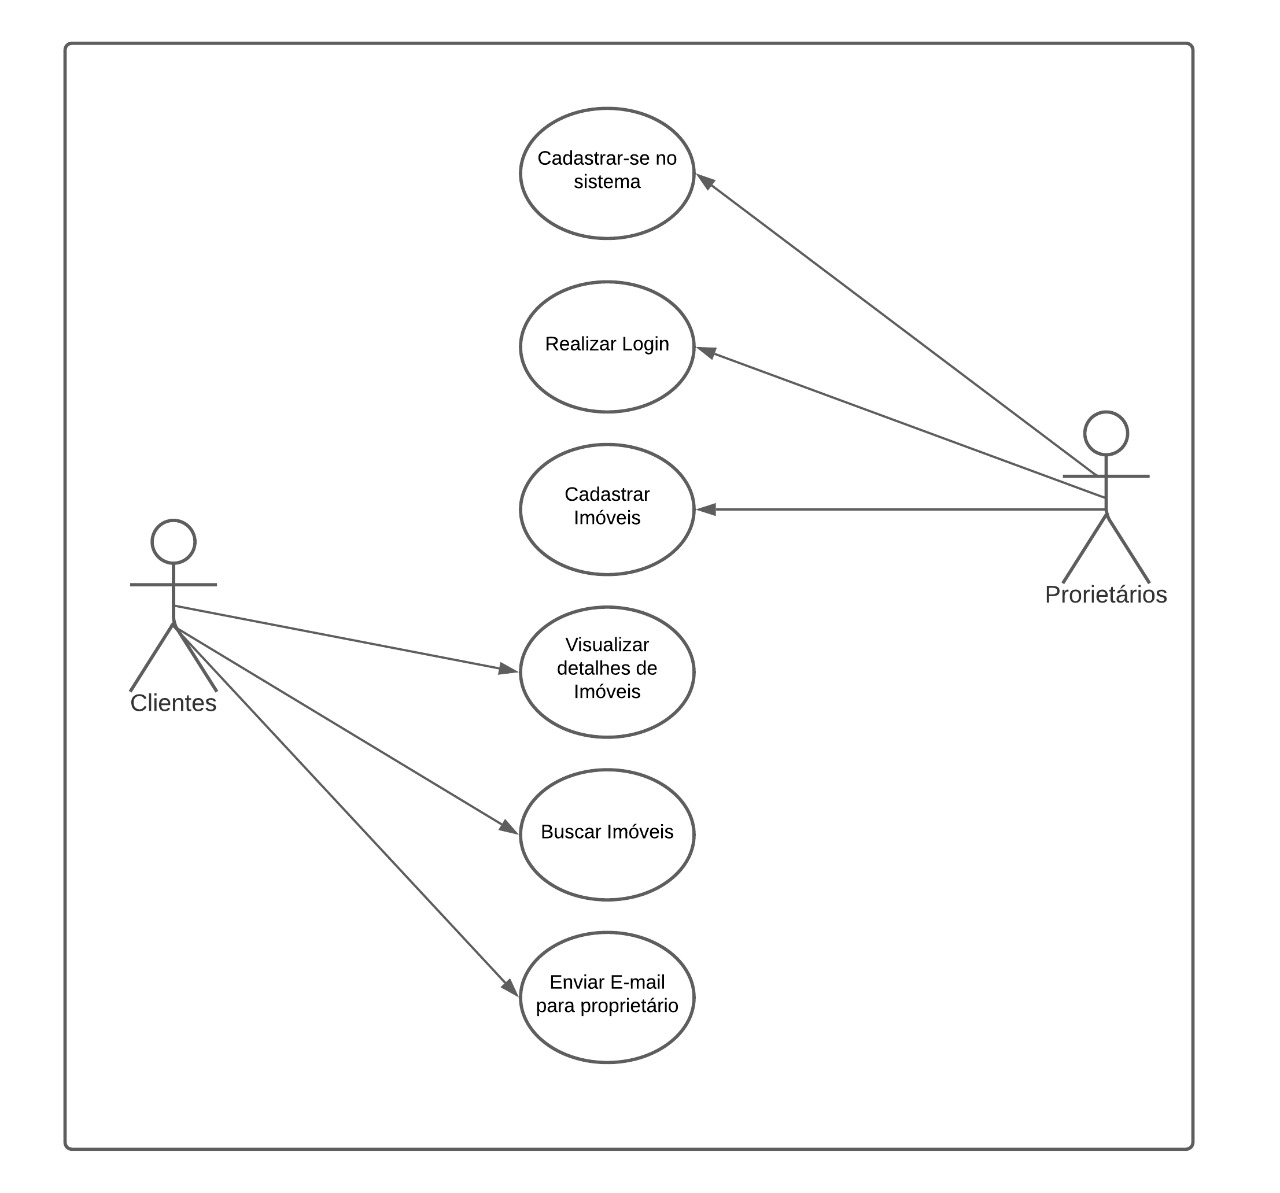 Cadastrar-se no
sistema
Realizar Login
Cadastrar
Imóveis
Prorietários
Visualizar
detalhes de
Imóveis
Clientes
Buscar Imóveis
Enviar E-mail
para proprietário